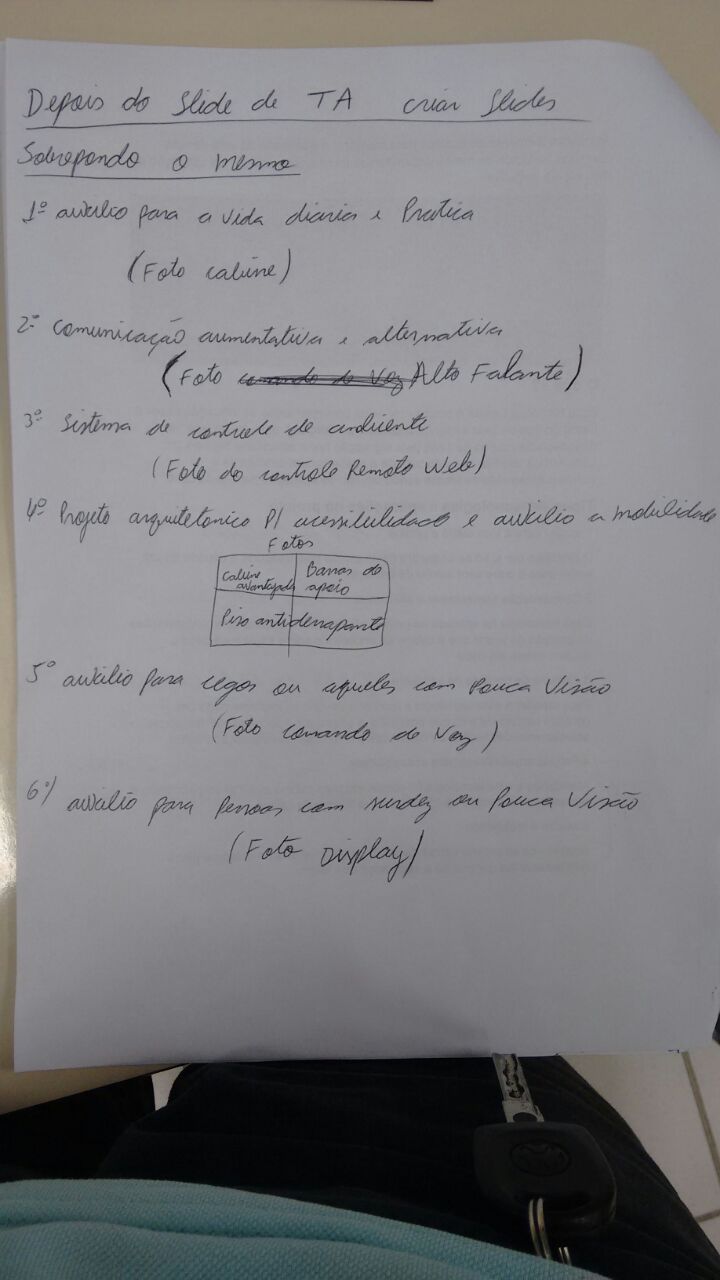 Depois do slide de TA criar slides
Sobrepondo o mesmo
1º auxilio para a vida diaria e Pratica
(Foto cabine)
2º comunicação aumentativa e alternativa
(Foto comando de voz Alto Falante)
3º sistema de controle de ambiente
(Foto do controle Remoto Web)
4º Projeto arquitetonico P/ acessibilidade e auxilio a mobilidade
Fotos
Cabine avantajada
Barras de apoio
Piso antiderrapante
5º auxilio para cegos ou aqueles com pouca Visão
(Foto comando de voz)
6º) auxilio para pessoas com surdez ou Pouca Visão
(Foto Display)